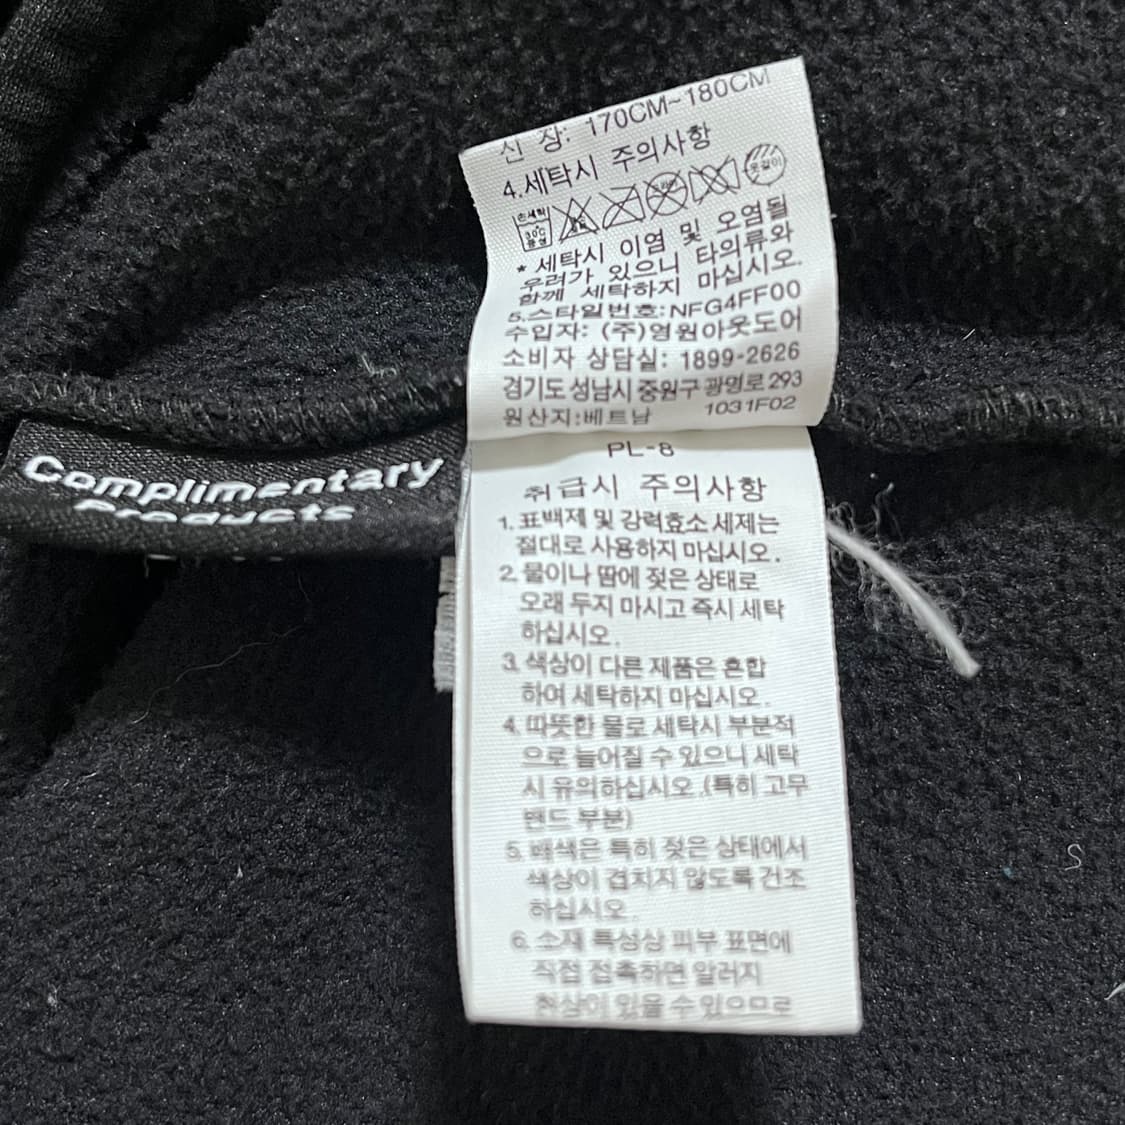 신 장: 170CM~180CM
4.세탁시 주의사항
손세탁
30℃
중성
옷걸이
* 세탁시 이염 및 오염될
우려가 있으니 타의류와
함께 세탁하지 마십시오.
5.스타일번호:NFG4FF00
수입자: (주)영원아웃도어
소비자 상담실: 1899-2626
경기도 성남시 중원구 광명로 293
원산지:베트남 1031F02
Complimentary
Products
PL-8
취급시 주의사항
1. 표백제 및 강력효소 세제는
절대로 사용하지 마십시오.
2. 물이나 땀에 젖은 상태로
오래 두지 마시고 즉시 세탁
하십시오.
3. 색상이 다른 제품은 혼합
하여 세탁하지 마십시오.
4. 따뜻한 물로 세탁시 부분적
으로 늘어질 수 있으니 세탁
시 유의하십시오.(특히 고무
밴드 부분)
5. 배색은 특히 젖은 상태에서
색상이 겹치지 않도록 건조
하십시오.
6. 소재 특성상 피부 표면에
직접 접촉하면 알러지
현상이 있을 수 있으므로